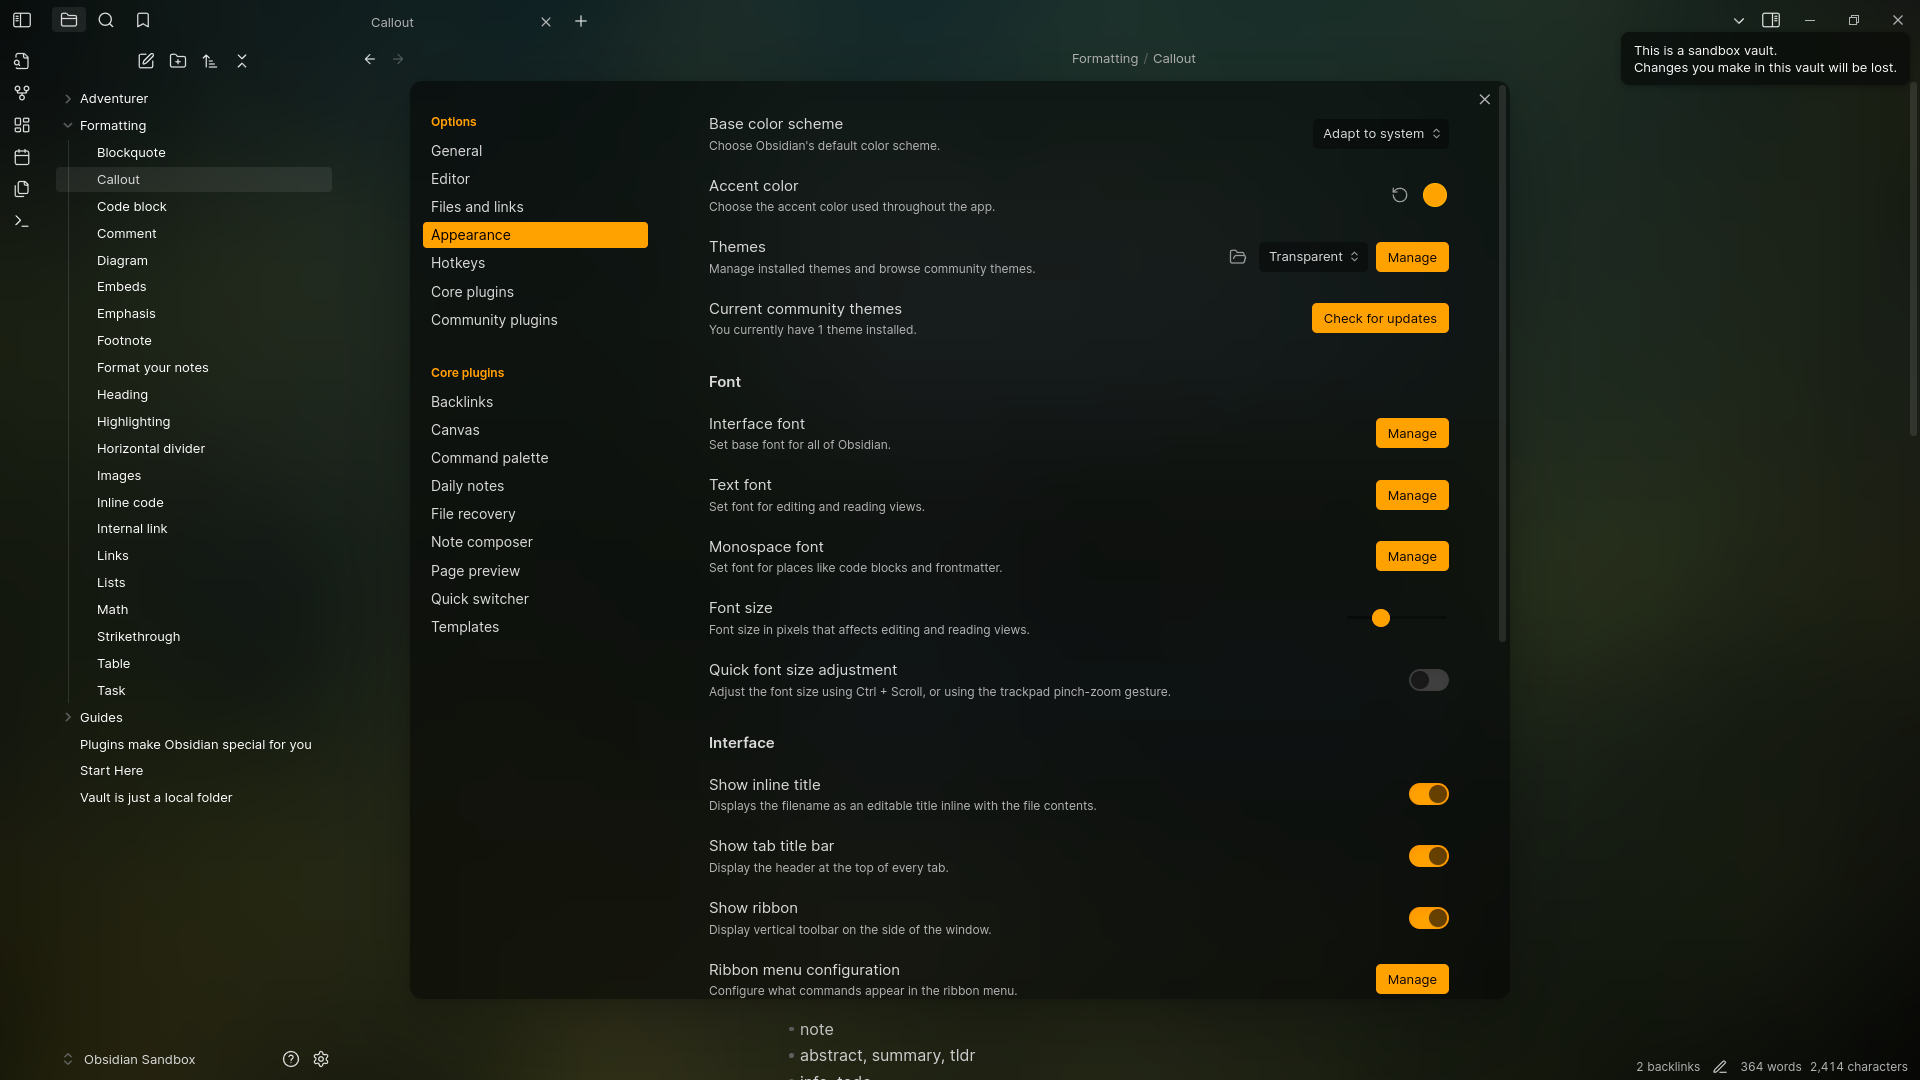 Callout
Formatting / Callout
This is a sandbox vault.
Changes you make in this vault will be lost.
Adventurer
Formatting
Blockquote
Callout
Code block
Comment
Diagram
Embeds
Emphasis
Footnote
Format your notes
Heading
Highlighting
Horizontal divider
Images
Inline code
Internal link
Links
Lists
Math
Strikethrough
Table
Task
Guides
Plugins make Obsidian special for you
Start Here
Vault is just a local folder
Obsidian Sandbox
Options
General
Editor
Files and links
Appearance
Hotkeys
Core plugins
Community plugins
Core plugins
Backlinks
Canvas
Command palette
Daily notes
File recovery
Note composer
Page preview
Quick switcher
Templates
Base color scheme
Choose Obsidian's default color scheme.
Adapt to system
Accent color
Choose the accent color used throughout the app.
Themes
Manage installed themes and browse community themes.
Transparent
Manage
Current community themes
You currently have 1 theme installed.
Check for updates
Font
Interface font
Set base font for all of Obsidian.
Manage
Text font
Set font for editing and reading views.
Manage
Monospace font
Set font for places like code blocks and frontmatter.
Manage
Font size
Font size in pixels that affects editing and reading views.
Quick font size adjustment
Adjust the font size using Ctrl + Scroll, or using the trackpad pinch-zoom gesture.
Interface
Show inline title
Displays the filename as an editable title inline with the file contents.
Show tab title bar
Display the header at the top of every tab.
Show ribbon
Display vertical toolbar on the side of the window.
Ribbon menu configuration
Configure what commands appear in the ribbon menu.
Manage
note
abstract, summary, tldr
info, todo
2 backlinks
364 words
2,414 characters